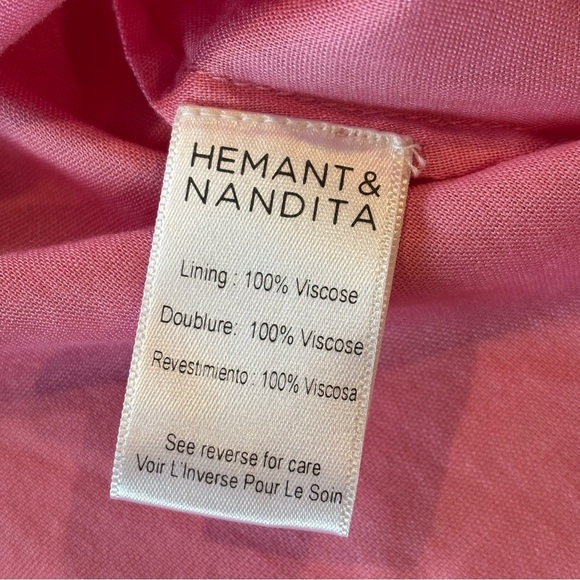 HEMANT &
NANDITA
Lining : 100% Viscose
Doublure: 100% Viscose
Revestimiento : 100% Viscosa
See reverse for care
Voir L'Inverse Pour Le Soin